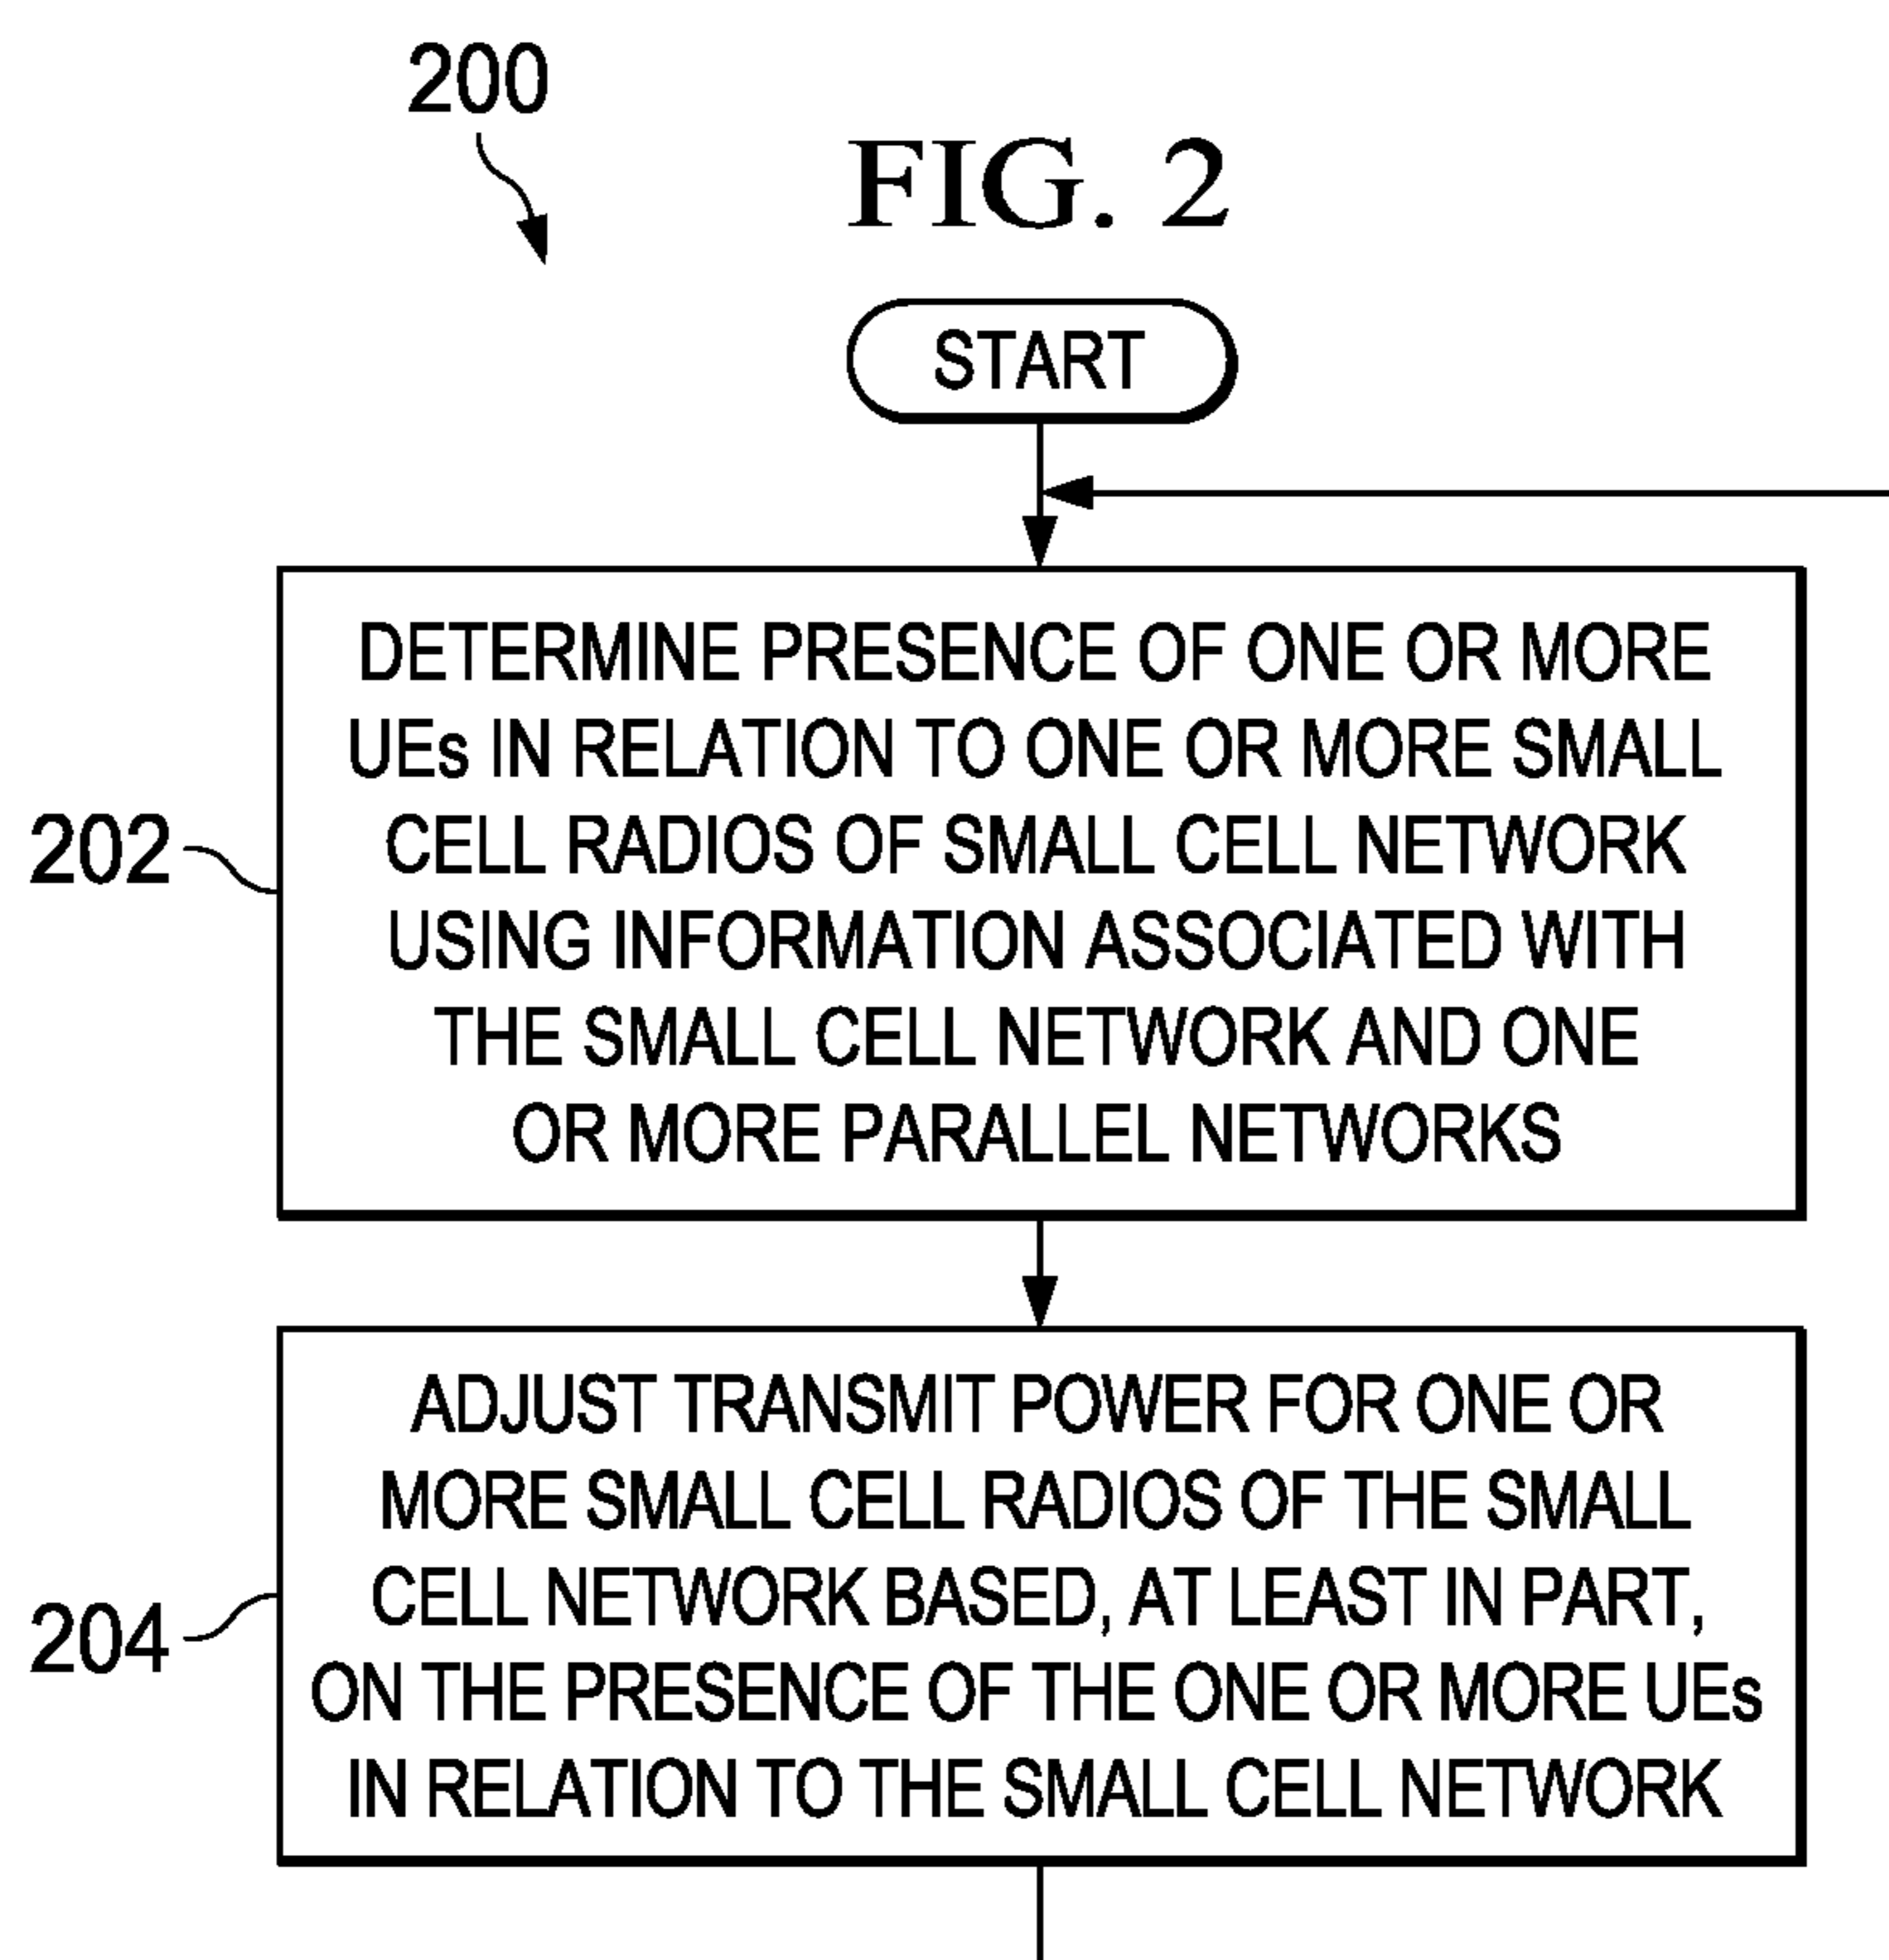 200
FIG. 2
START
DETERMINE PRESENCE OF ONE OR MORE
UEs IN RELATION TO ONE OR MORE SMALL
CELL RADIOS OF SMALL CELL NETWORK
USING INFORMATION ASSOCIATED WITH
THE SMALL CELL NETWORK AND ONE
OR MORE PARALLEL NETWORKS
202
ADJUST TRANSMIT POWER FOR ONE OR
MORE SMALL CELL RADIOS OF THE SMALL
CELL NETWORK BASED, AT LEAST IN PART,
ON THE PRESENCE OF THE ONE OR MORE UEs
IN RELATION TO THE SMALL CELL NETWORK
204